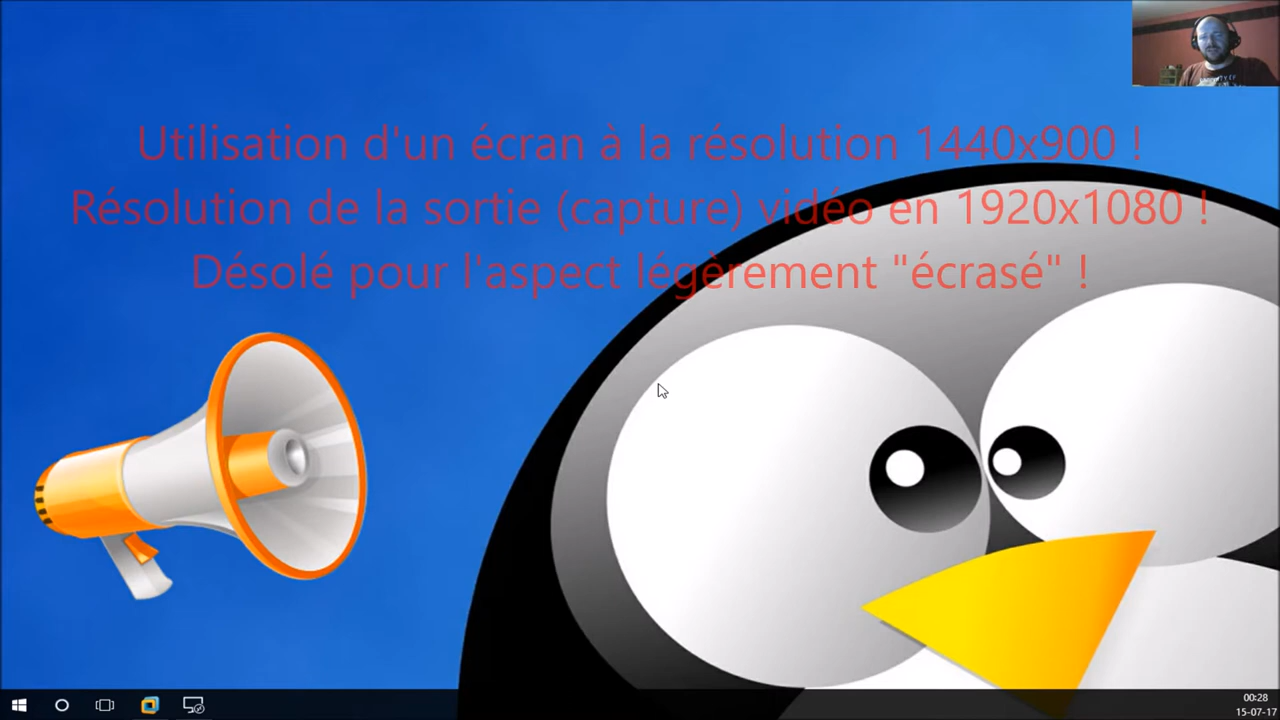 Utilisation d'un écran à la résolution 1440x900 !
Résolution de la sortie (capture) vidéo en 1920x1080 !
Désolé pour l'aspect légèrement "écrasé" !
00:28
15-07-17